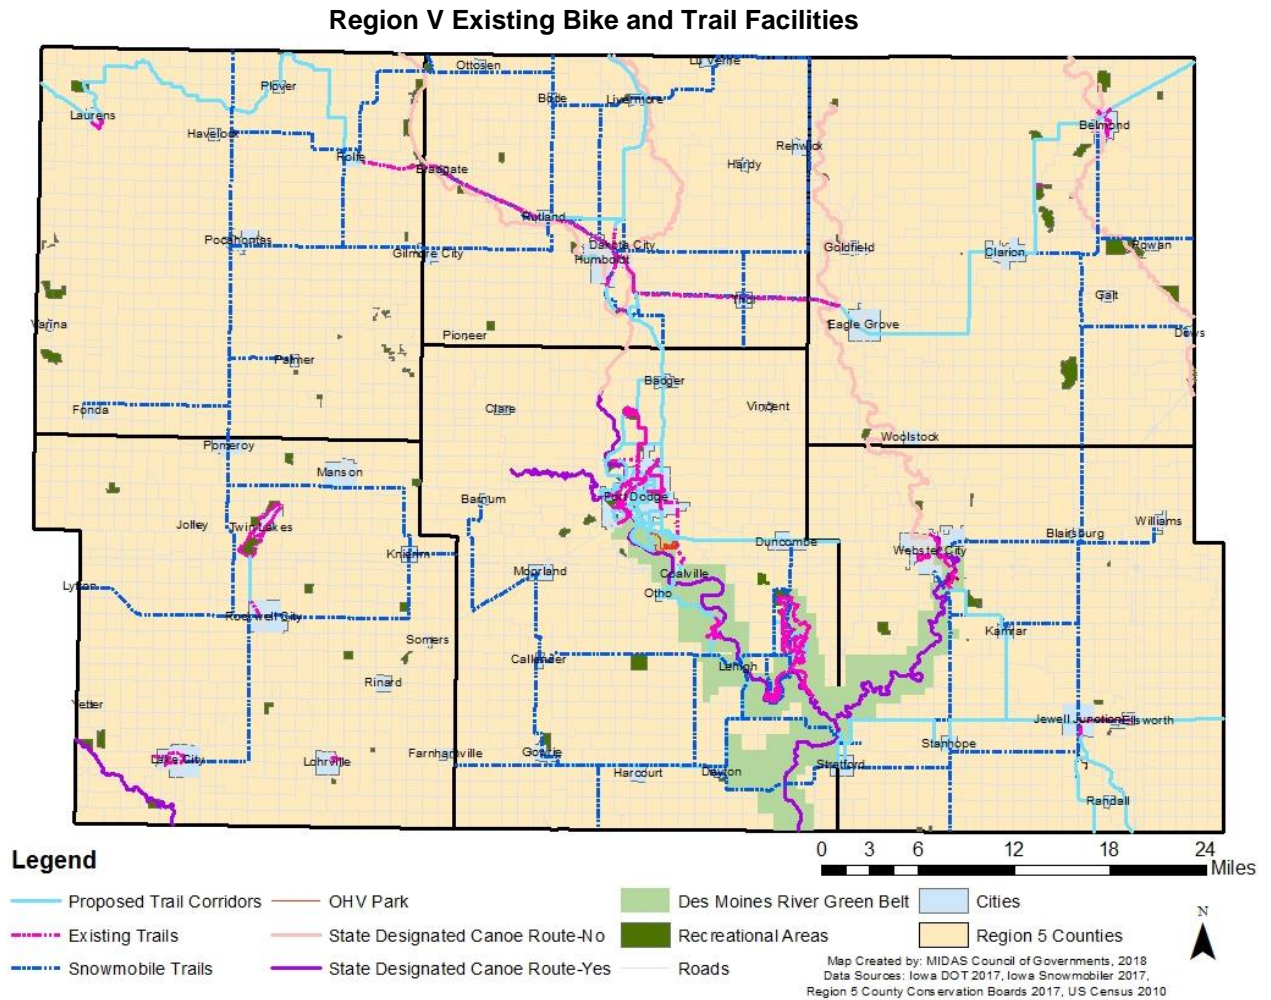 Region V Existing Bike and Trail Facilities
Ottosen
Lu Verne
Plover
Bode
Livermore
Laurens
Havelock
Belmond
Rolfe
Renwick
Hardy
Bradgate
Rutland
Pocahontas
Gilmore City
Dakota City
Humboldt
Goldfield
Clarion
Rowan
Thor
Galt
Varina
Pioneer
Eagle Grove
Dows
Palmer
Badger
Fonda
Clare
Vincent
Pomeroy
Woolstock
Manson
Jolley
Twin Lakes
Barnum
Fort Dodge
Williams
Blairsburg
Knierim
Duncombe
Webster City
Lytton
Moorland
Coalville
Otho
Rockwell City
Somers
Kamrar
Callender
Lehigh
Rinard
Yetter
Jewell Junction
Ellsworth
Lake City
Lohrville
Farnhamville
Gowrie
Harcourt
Dayton
Stratford
Stanhope
Randall
Legend
0 3 6 12 18 24
Miles
Proposed Trail Corridors
OHV Park
Des Moines River Green Belt
Cities
Existing Trails
State Designated Canoe Route-No
Recreational Areas
Region 5 Counties
Snowmobile Trails
State Designated Canoe Route-Yes
Roads
N
Map Created by: MIDAS Council of Governments, 2018
Data Sources: Iowa DOT 2017, Iowa Snowmobiler 2017,
Region 5 County Conservation Boards 2017, US Census 2010